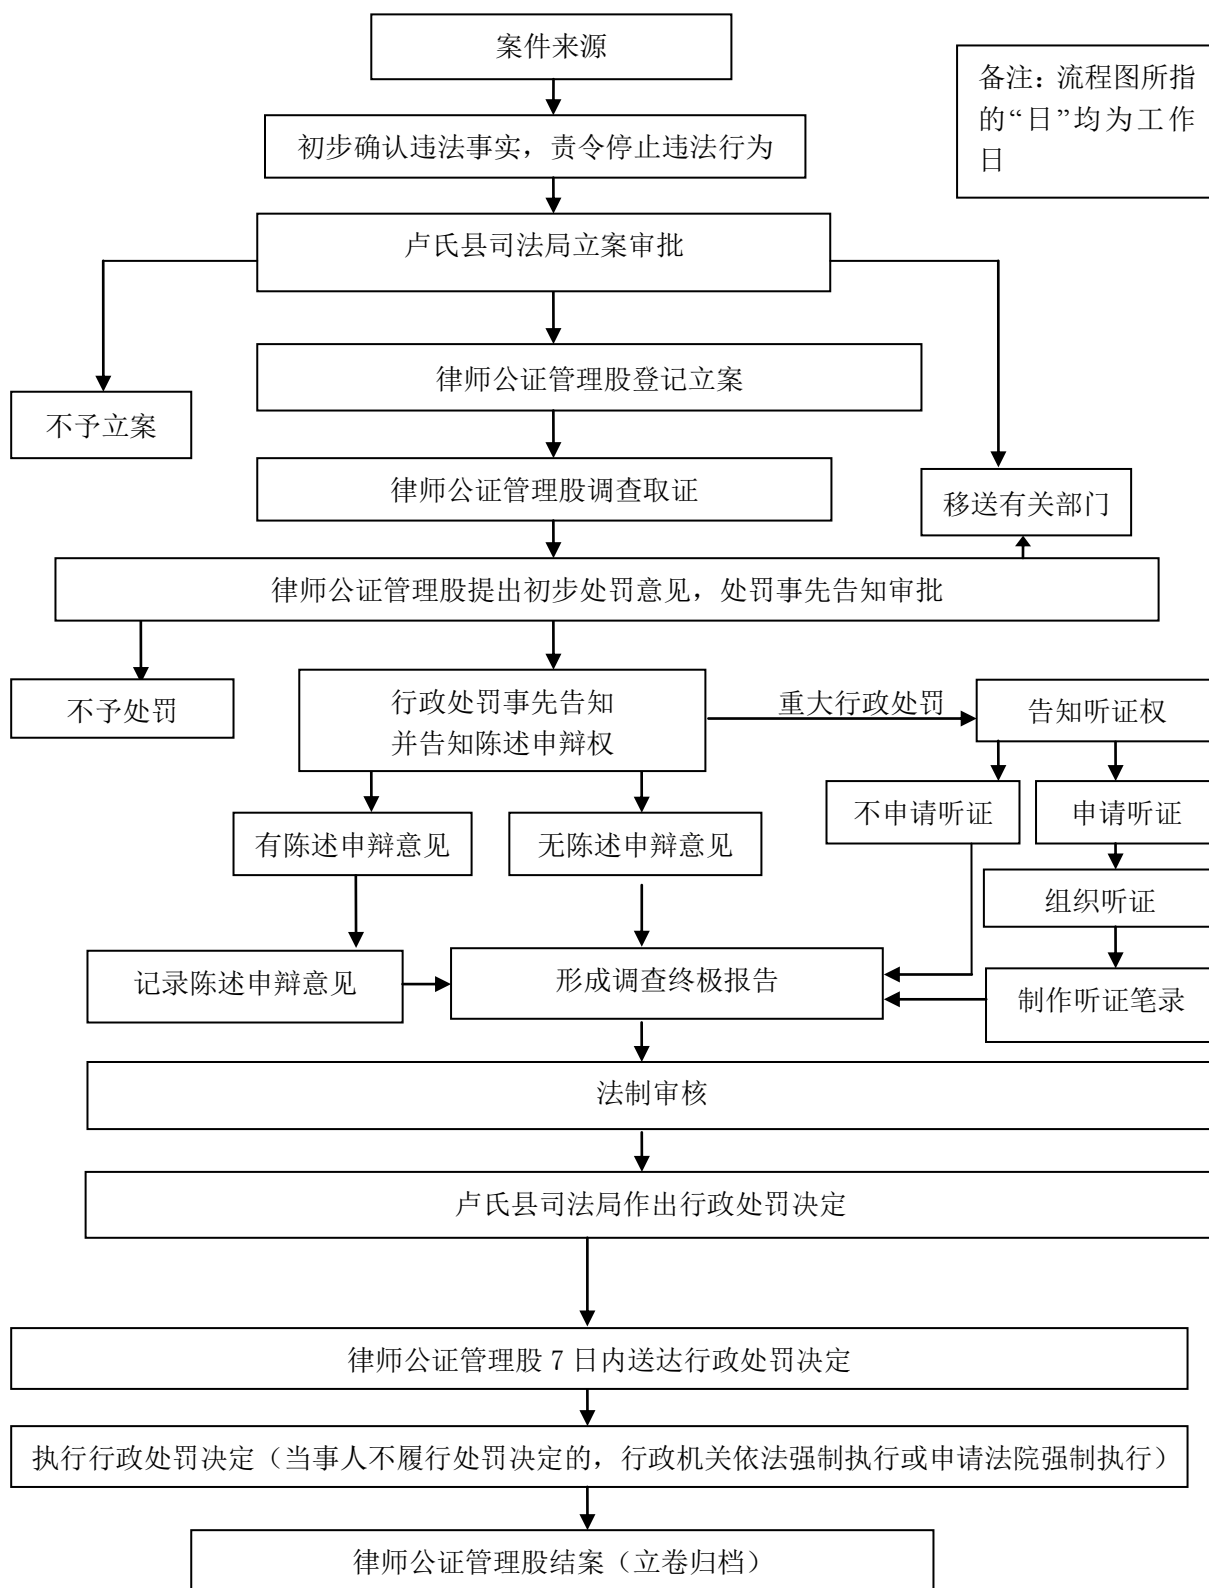 案件来源
备注：流程图所指
的“日”均为工作
日
初步确认违法事实，责令停止违法行为
卢氏县司法局立案审批
律师公证管理股登记立案
不予立案
律师公证管理股调查取证
移送有关部门
律师公证管理股提出初步处罚意见，处罚事先告知审批
不予处罚
行政处罚事先告知
并告知陈述申辩权
重大行政处罚
告知听证权
不申请听证
申请听证
有陈述申辩意见
无陈述申辩意见
组织听证
记录陈述申辩意见
形成调查终极报告
制作听证笔录
法制审核
卢氏县司法局作出行政处罚决定
律师公证管理股 7 日内送达行政处罚决定
执行行政处罚决定（当事人不履行处罚决定的，行政机关依法强制执行或申请法院强制执行）
律师公证管理股结案（立卷归档）